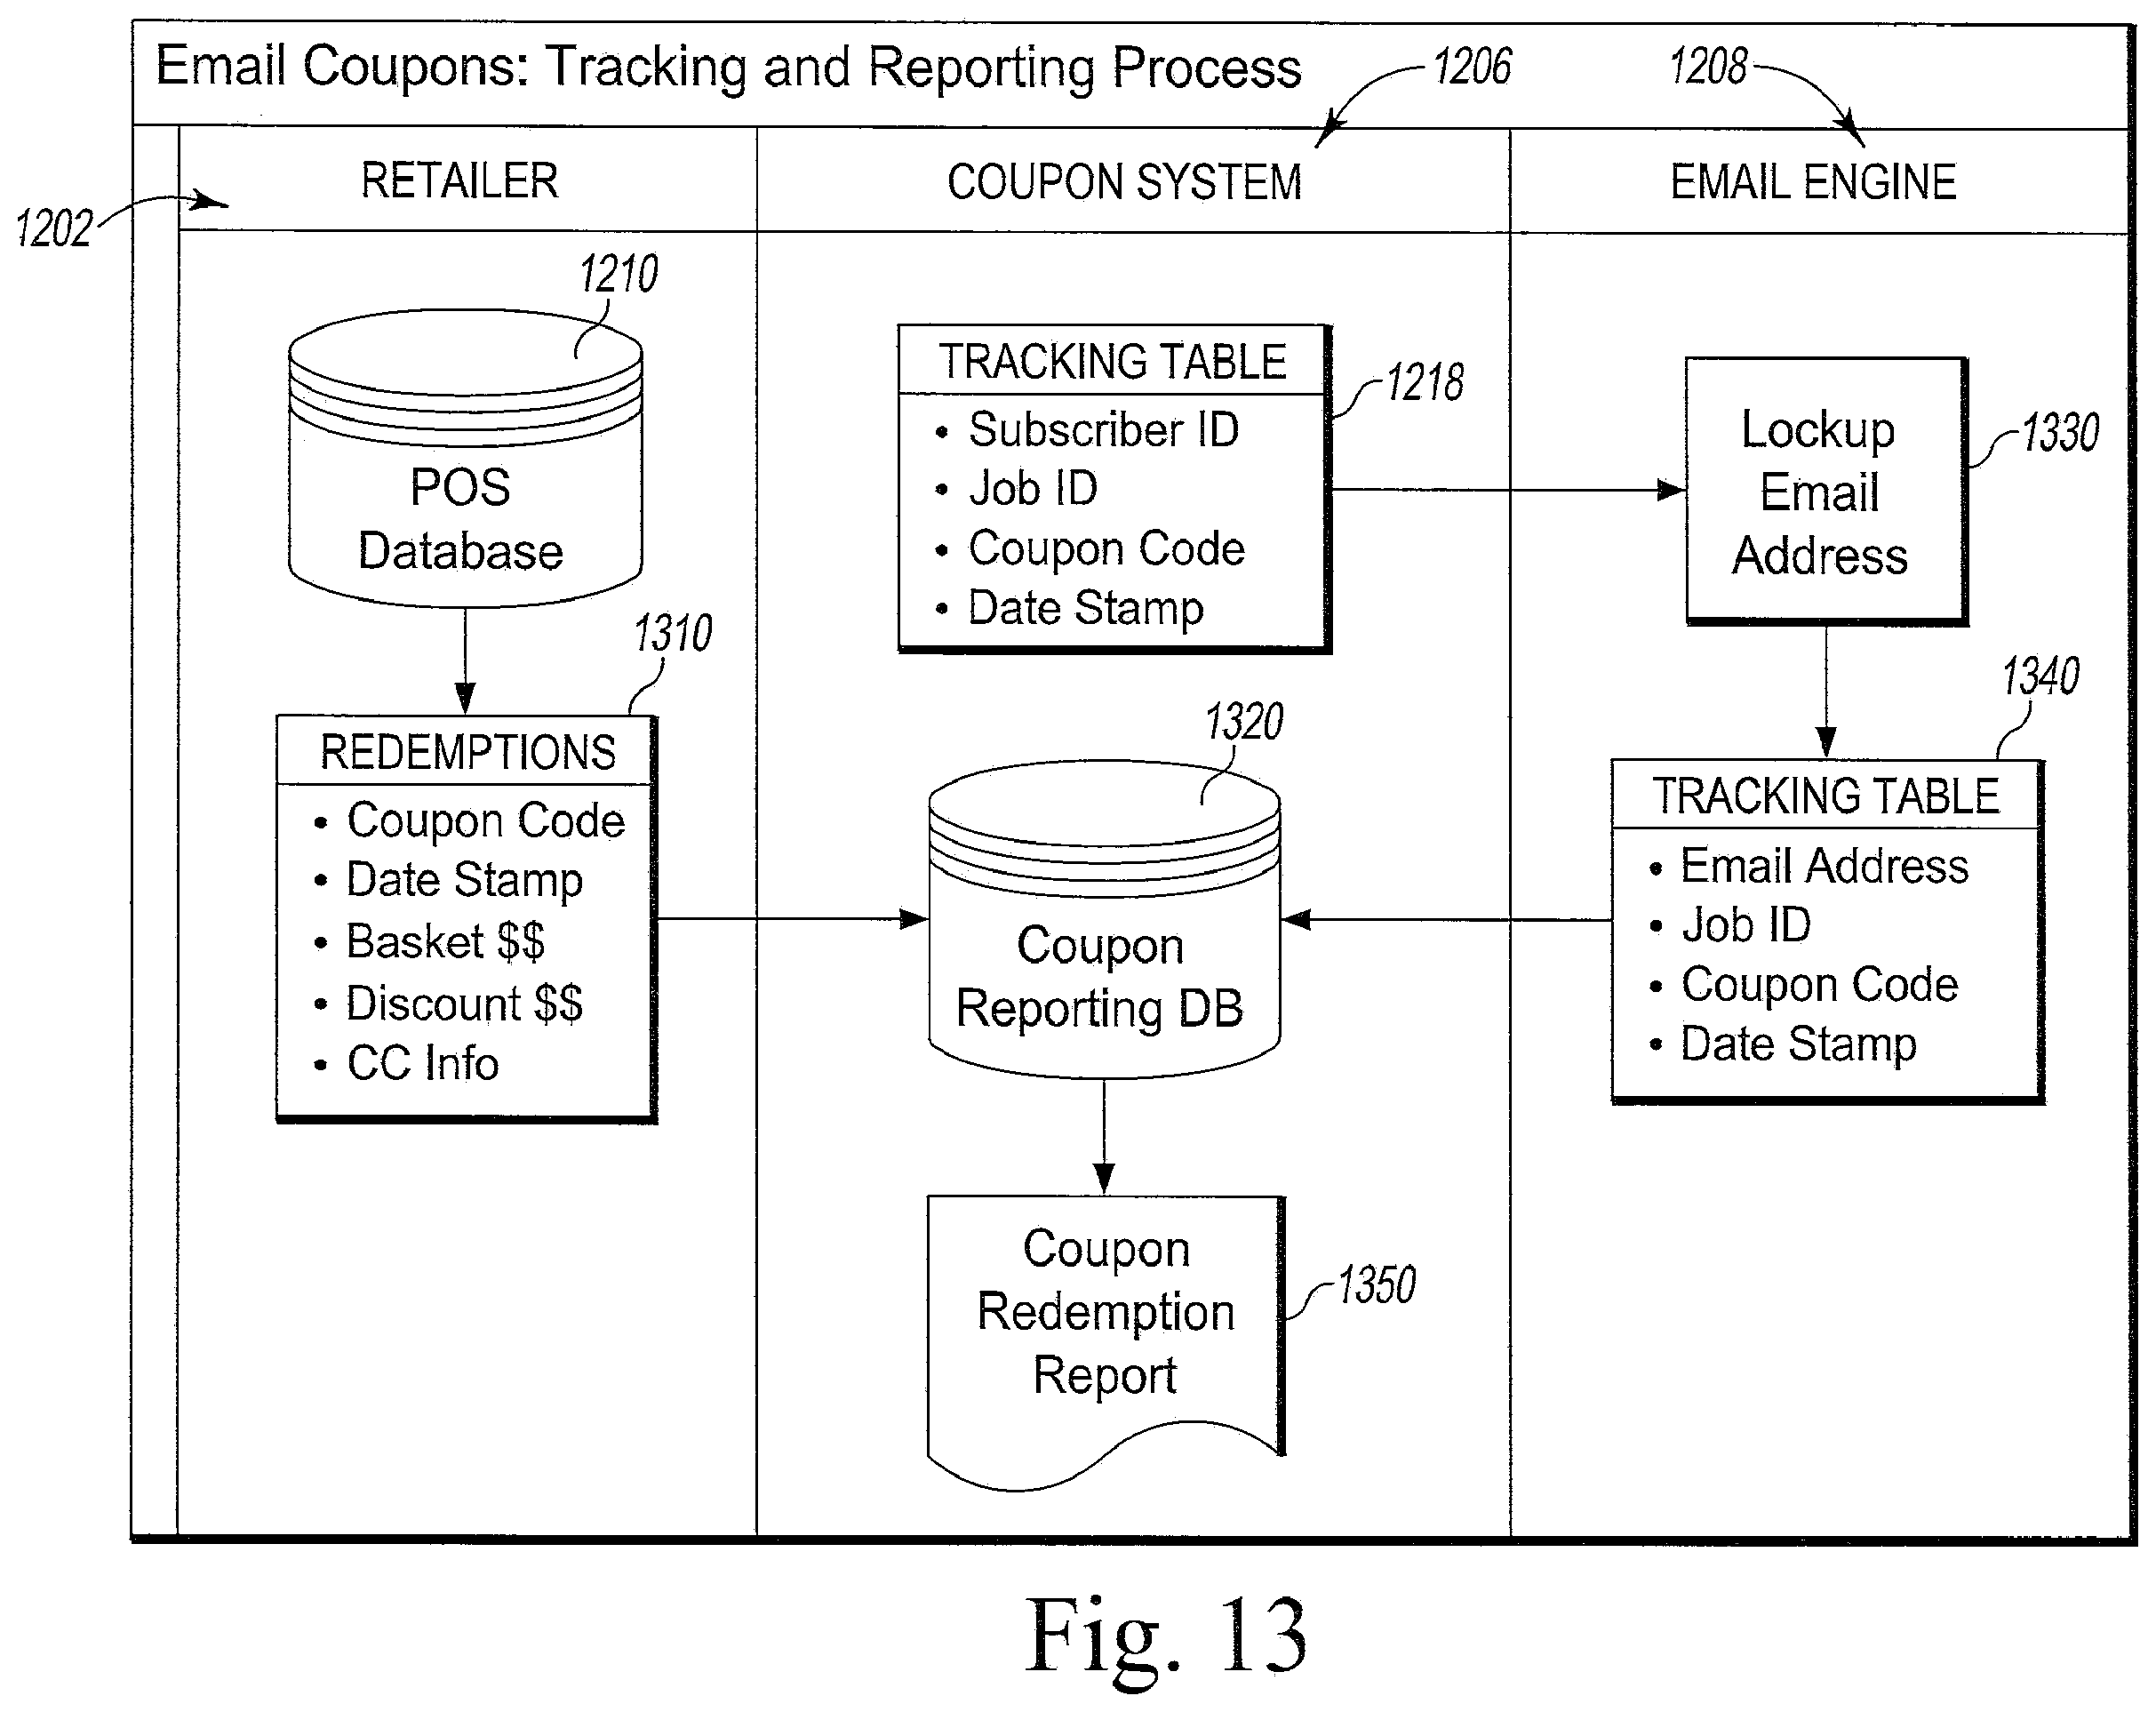 Email Coupons: Tracking and Reporting Process
1206
1208
RETAILER
COUPON SYSTEM
EMAIL ENGINE
1202
1210
POS
Database
1310
REDEMPTIONS
• Coupon Code
• Date Stamp
• Basket $$
• Discount $$
• CC Info
TRACKING TABLE
• Subscriber ID
• Job ID
• Coupon Code
• Date Stamp
1218
1320
Coupon
Reporting DB
Coupon
Redemption
Report
1350
Lockup
Email
Address
1330
1340
TRACKING TABLE
• Email Address
• Job ID
• Coupon Code
• Date Stamp
Fig. 13